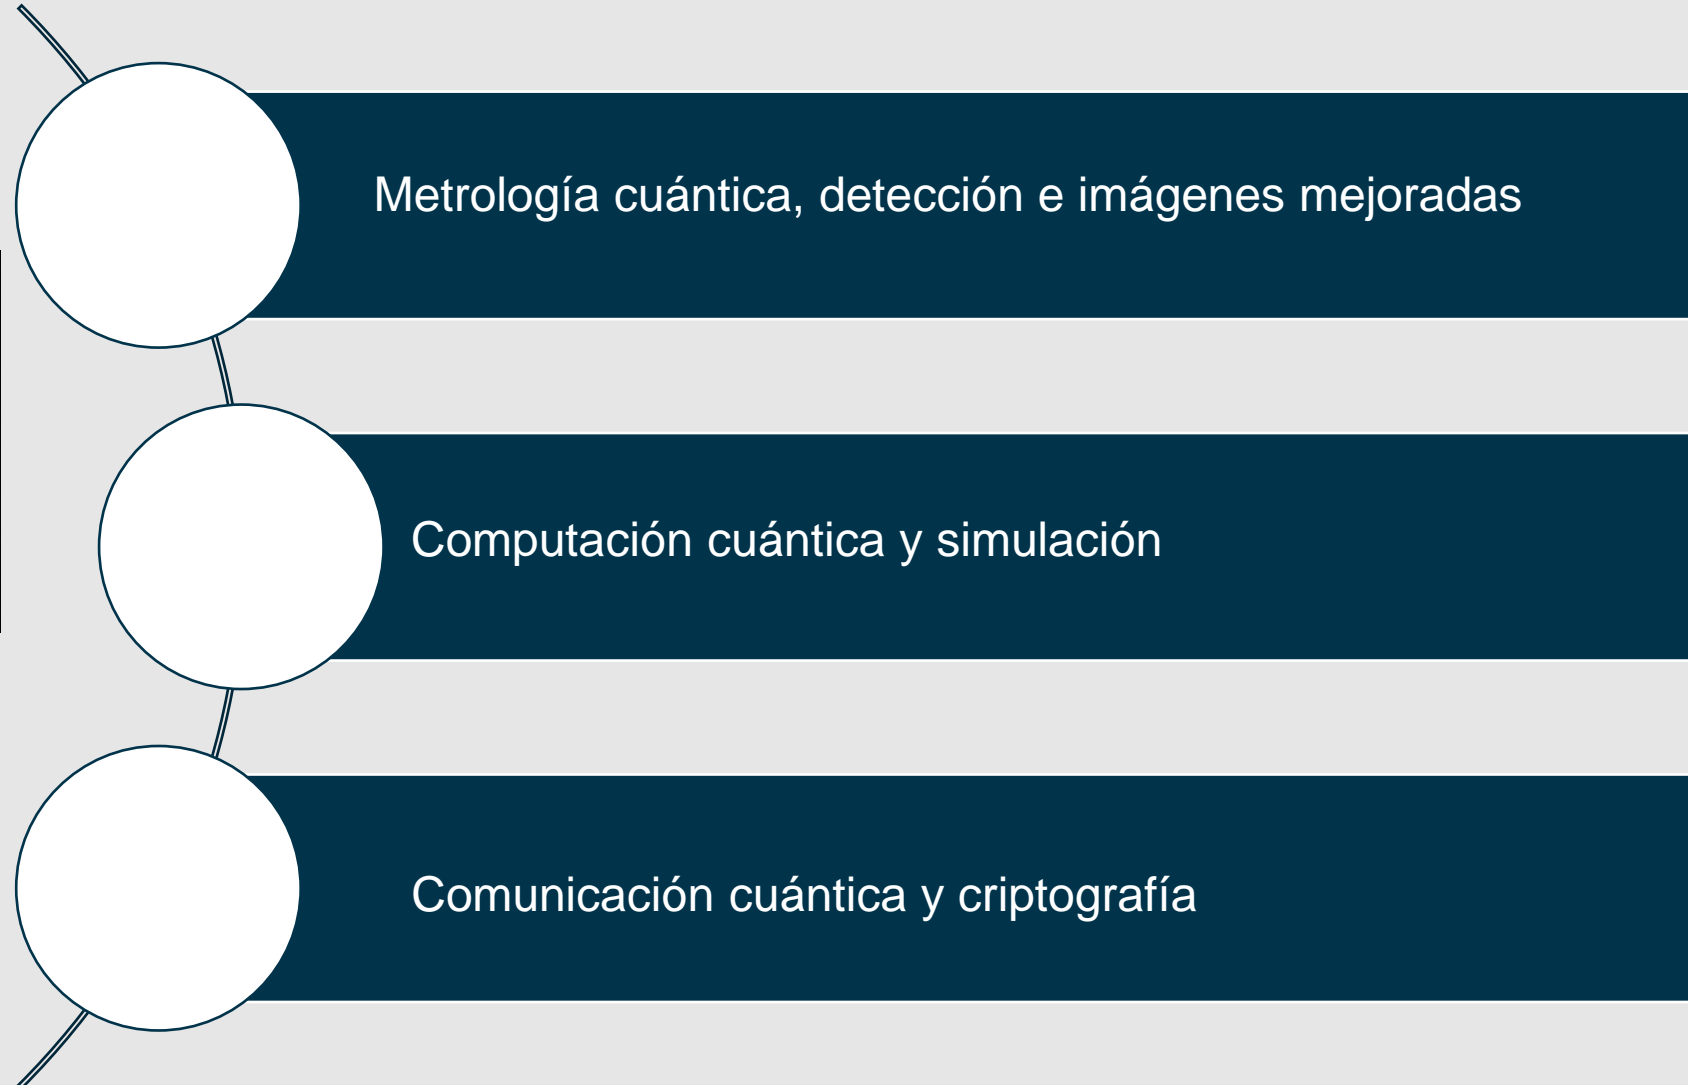 Metrología cuántica, detección e imágenes mejoradas
Computación cuántica y simulación
Comunicación cuántica y criptografía